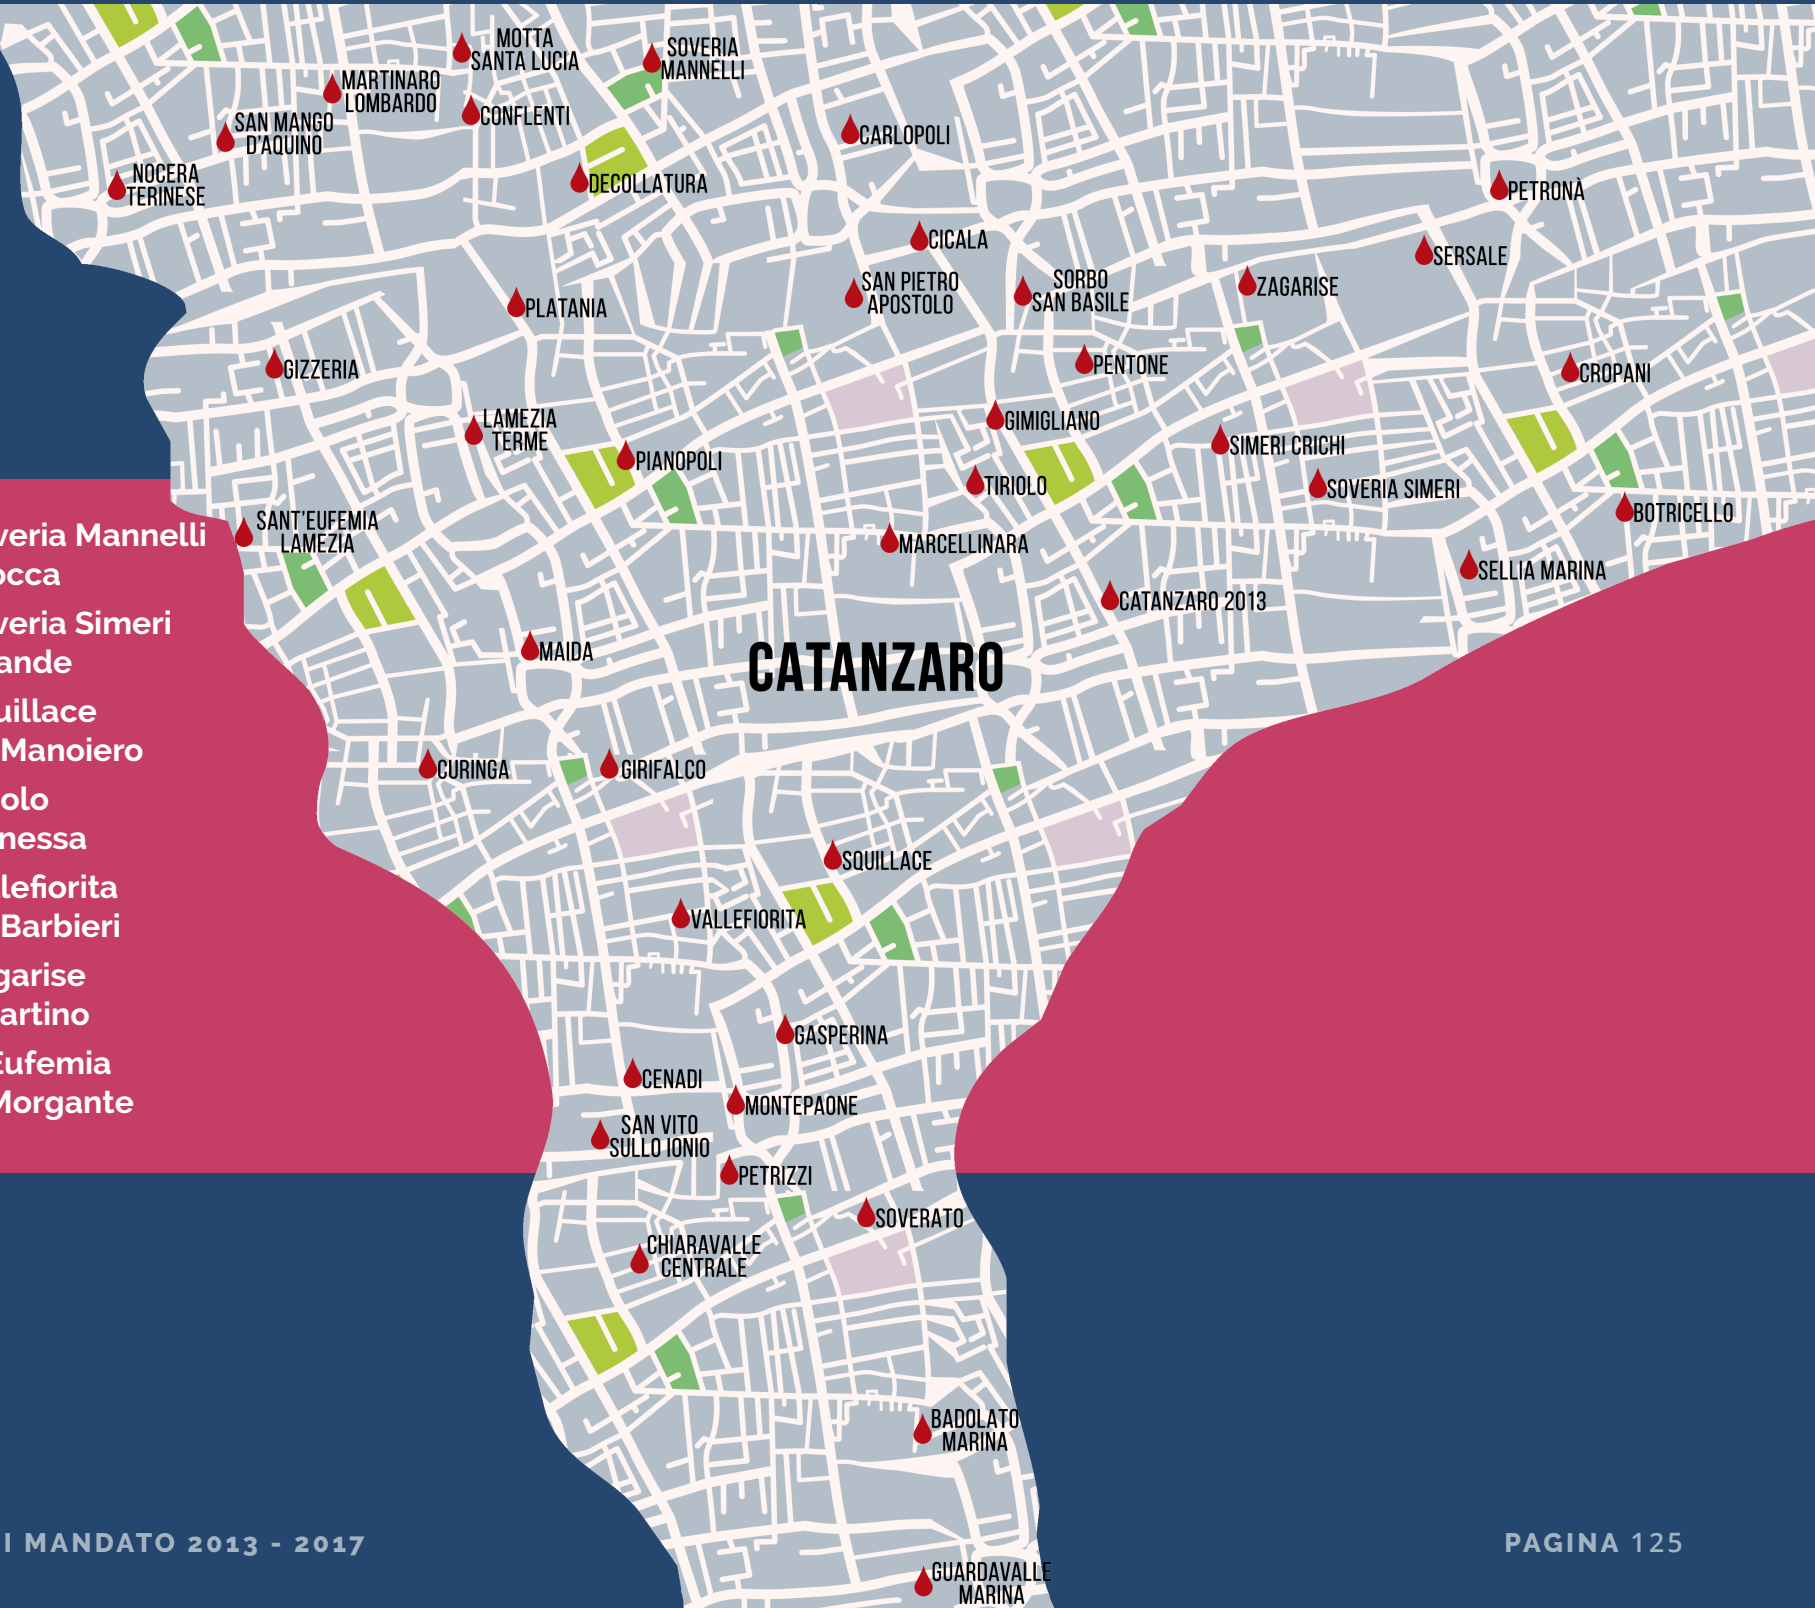 MOTTA
SANTA LUCIA
SOVERIA
MANNELLI
MARTINARO
LOMBARDO
CONFLENTI
SAN MANGO
D'AQUINO
CARLOPOLI
NOCERA
TERINESE
DECOLLATURA
PETRONÀ
CICALA
SERSALE
SAN PIETRO
APOSTOLO
SORBO
SAN BASILE
ZAGARISE
PLATANIA
GIZZERIA
PENTONE
CROPANI
LAMEZIA
TERME
GIMIGLIANO
SIMERI CRICHI
PIANOPOLI
TIRIOLO
SOVERIA SIMERI
BOTRICELLO
SANT'EUFEMIA
LAMEZIA
MARCELLINARA
SELLIA MARINA
CATANZARO 2013
MAIDA
CATANZARO
CURINGA
GIRIFALCO
SQUILLACE
VALLEFIORITA
GASPERINA
CENADI
MONTEPAONE
SAN VITO
SULLO IONIO
PETRIZZI
SOVERATO
CHIARAVALLE
CENTRALE
BADOLATO
MARINA
GUARDAVALLE
MARINA
veria Mannelli
occa
veria Simeri
ande
uillace
Manoiero
olo
nessa
lefiorita
Barbieri
garise
artino
Eufemia
Morgante
I MANDATO 2013 - 2017
PAGINA 125